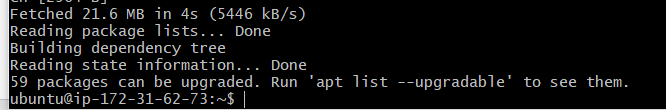 Fetched 21.6 MB in 4s (5446 kB/s)
Reading package lists... Done
Building dependency tree
Reading state information... Done
59 packages can be upgraded. Run 'apt list --upgradable' to see them.
ubuntu@ip-172-31-62-73:~$